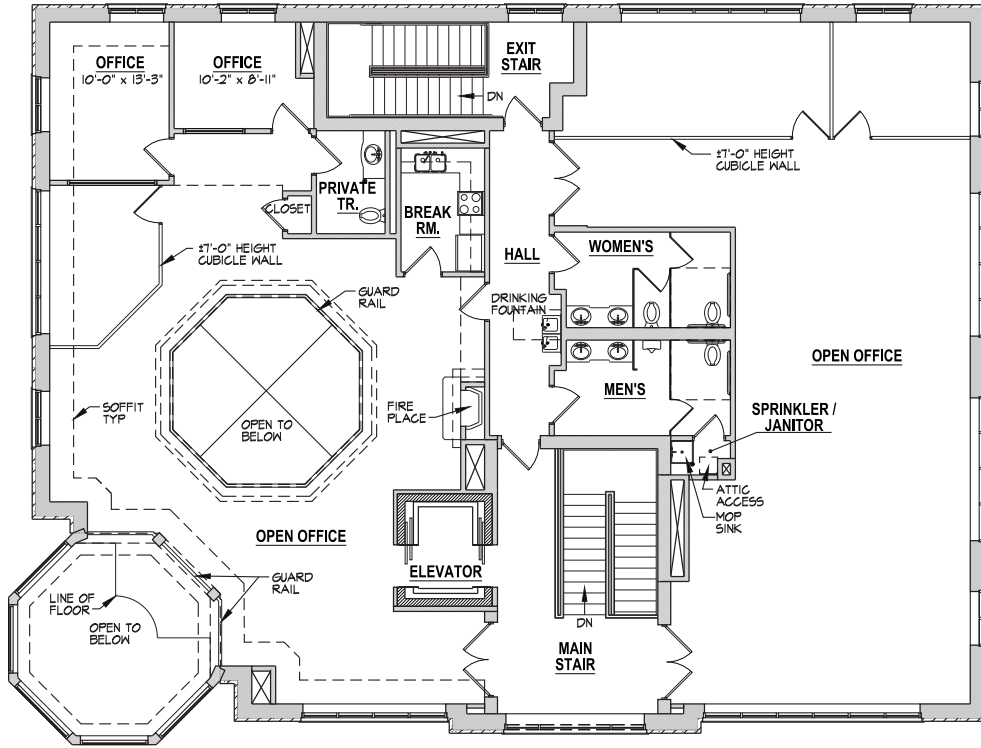 OFFICE
10'-0" x 13'-3"
OFFICE
10'-2" x 8'-11"
EXIT
STAIR
DN
±7'-0" HEIGHT
CUBICLE WALL
PRIVATE
TR.
CLOSET
BREAK
RM.
HALL
WOMEN'S
±7'-0" HEIGHT
CUBICLE WALL
GUARD
RAIL
DRINKING
FOUNTAIN
OPEN OFFICE
SOFFIT
TYP
OPEN TO
BELOW
FIRE
PLACE
MEN'S
SPRINKLER /
JANITOR
ATTIC
ACCESS
MOP
SINK
OPEN OFFICE
ELEVATOR
GUARD
RAIL
LINE OF
FLOOR
OPEN TO
BELOW
DN
MAIN
STAIR